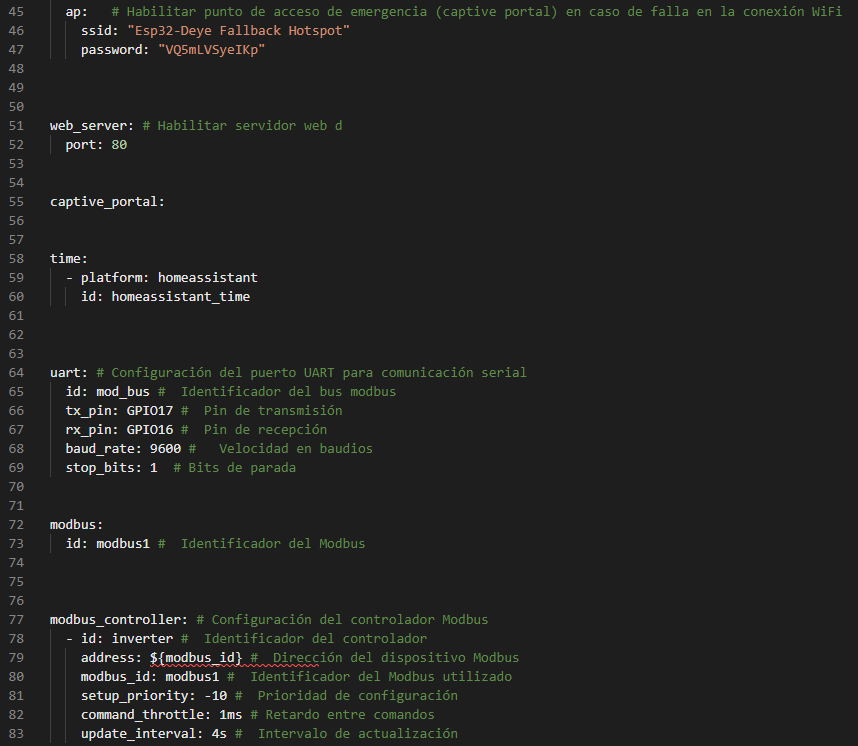 45 ap: # Habilitar punto de acceso de emergencia (captive portal) en caso de falla en la conexión WiFi
46 ssid: "Esp32-Deye Fallback Hotspot"
47 password: "VQ5mLVSyeIKp"
48
49
50
51 web_server: # Habilitar servidor web d
52 port: 80
53
54
55 captive_portal:
56
57
58 time:
59 - platform: homeassistant
60 id: homeassistant_time
61
62
63
64 uart: # Configuración del puerto UART para comunicación serial
65 id: mod_bus # Identificador del bus modbus
66 tx_pin: GPIO17 # Pin de transmisión
67 rx_pin: GPIO16 # Pin de recepción
68 baud_rate: 9600 # Velocidad en baudios
69 stop_bits: 1 # Bits de parada
70
71
72 modbus:
73 id: modbus1 # Identificador del Modbus
74
75
76
77 modbus_controller: # Configuración del controlador Modbus
78 - id: inverter # Identificador del controlador
79 address: ${modbus_id} # Dirección del dispositivo Modbus
80 modbus_id: modbus1 # Identificador del Modbus utilizado
81 setup_priority: -10 # Prioridad de configuración
82 command_throttle: 1ms # Retardo entre comandos
83 update_interval: 4s # Intervalo de actualización